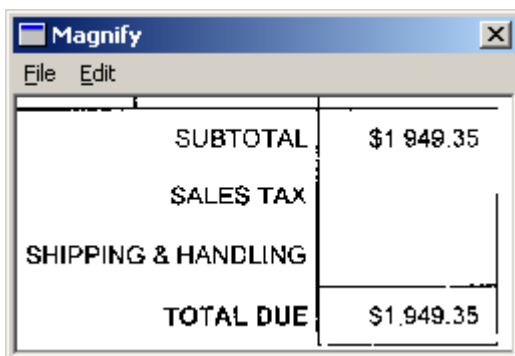 Magnify
File Edit
SUBTOTAL $1 949.35
SALES TAX
SHIPPING & HANDLING
TOTAL DUE $1,949.35